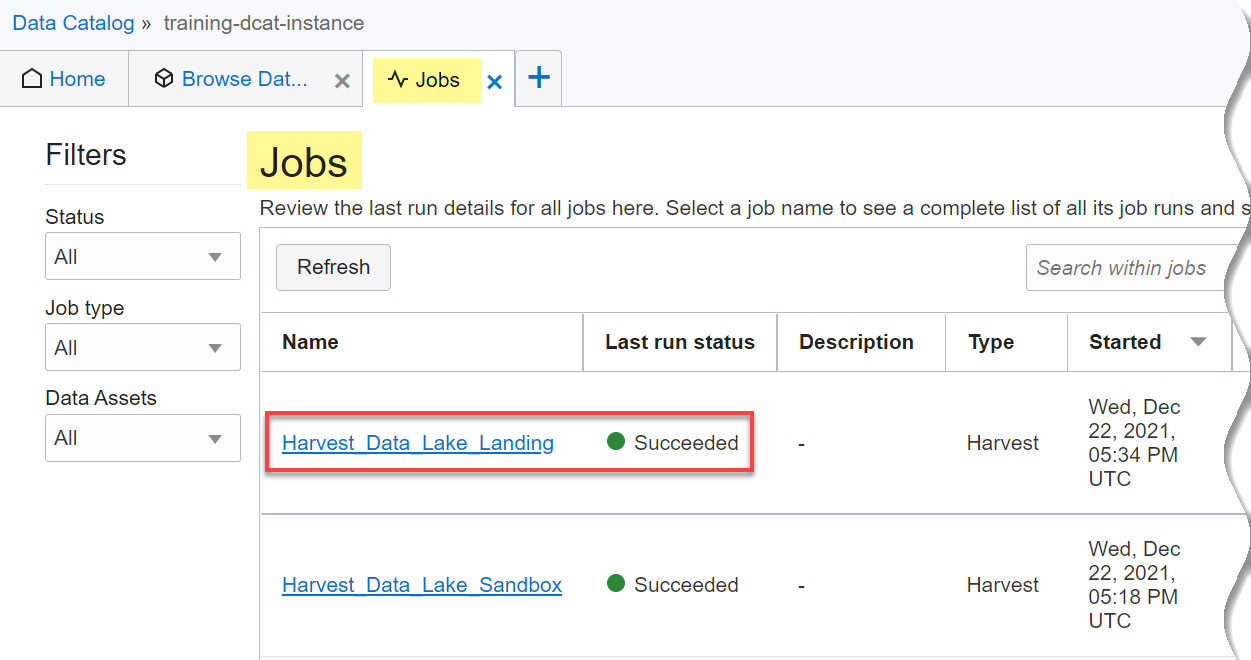 Data Catalog » training-dcat-instance
Home Browse Dat... Jobs
Filters
Status
All
Job type
All
Data Assets
All
Jobs
Review the last run details for all jobs here. Select a job name to see a complete list of all its job runs and s
Refresh Search within jobs
Name Last run status Description Type Started
Harvest_Data_Lake_Landing Succeeded - Harvest Wed, Dec
22, 2021,
05:34 PM
UTC
Harvest_Data_Lake_Sandbox Succeeded - Harvest Wed, Dec
22, 2021,
05:18 PM
UTC